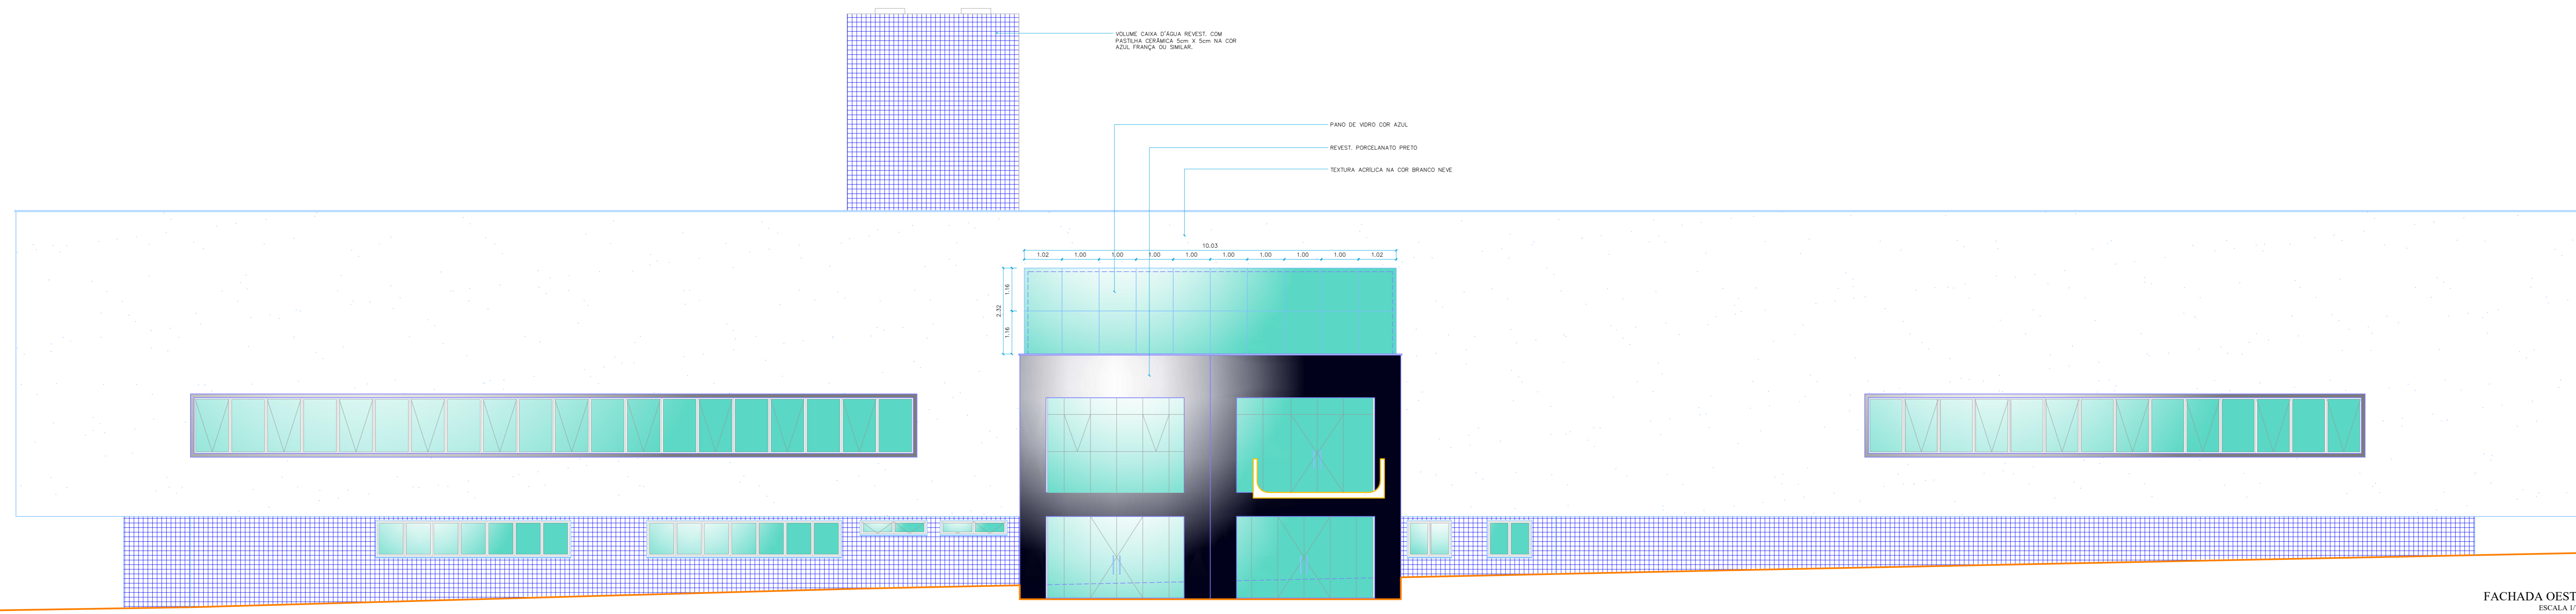 VOLUME CAIXA D'ÁGUA REVEST. COM
PASTILHA CERÂMICA 5cm X 5cm NA COR
AZUL FRANÇA OU SIMILAR.
PANO DE VIDRO COR AZUL
REVEST. PORCELANATO PRETO
TEXTURA ACRÍLICA NA COR BRANCO NEVE
10.03
1.02 1.00 1.00 1.00 1.00 1.00 1.00 1.00 1.00 1.02
1.16
2.32
1.16
FACHADA OEST
ESCALA 1/